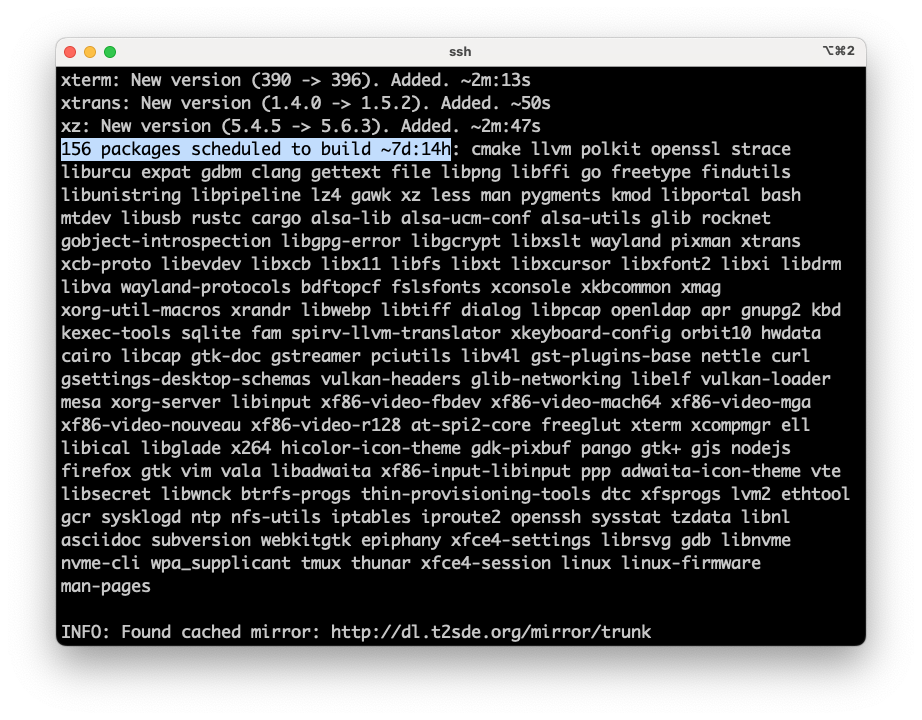 ssh
⌥⌘2
xterm: New version (390 -> 396). Added. ~2m:13s
xtrans: New version (1.4.0 -> 1.5.2). Added. ~50s
xz: New version (5.4.5 -> 5.6.3). Added. ~2m:47s
156 packages scheduled to build ~7d:14h: cmake llvm polkit openssl strace
liburcu expat gdbm clang gettext file libpng libffi go freetype findutils
libunistring libpipeline lz4 gawk xz less man pygments kmod libportal bash
mtdev libusb rustc cargo alsa-lib alsa-ucm-conf alsa-utils glib rocknet
gobject-introspection libgpg-error libgcrypt libxslt wayland pixman xtrans
xcb-proto libevdev libxcb libx11 libfs libxt libxcursor libxfont2 libxi libdrm
libva wayland-protocols bdftopcf fslsfonts xconsole xkbcommon xmag
xorg-util-macros xrandr libwebp libtiff dialog libpcap openldap apr gnupg2 kbd
kexec-tools sqlite fam spirv-llvm-translator xkeyboard-config orbit10 hwdata
cairo libcap gtk-doc gstreamer pciutils libv4l gst-plugins-base nettle curl
gsettings-desktop-schemas vulkan-headers glib-networking libelf vulkan-loader
mesa xorg-server libinput xf86-video-fbdev xf86-video-mach64 xf86-video-mga
xf86-video-nouveau xf86-video-r128 at-spi2-core freeglut xterm xcompmgr ell
libical libglade x264 hicolor-icon-theme gdk-pixbuf pango gtk+ gjs nodejs
firefox gtk vim vala libadwaita xf86-input-libinput ppp adwaita-icon-theme vte
libsecret libwnck btrfs-progs thin-provisioning-tools dtc xfsprogs lvm2 ethtool
gcr sysklogd ntp nfs-utils iptables iproute2 openssh sysstat tzdata libnl
asciidoc subversion webkitgtk epiphany xfce4-settings librsvg gdb libnvme
nvme-cli wpa_supplicant tmux thunar xfce4-session linux linux-firmware
man-pages
INFO: Found cached mirror: http://dl.t2sde.org/mirror/trunk